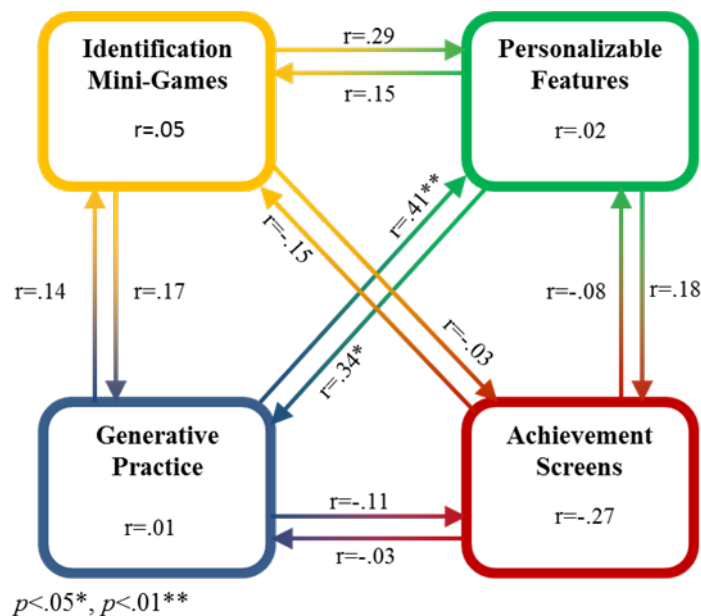 Identification
Mini-Games
r=.05
r=.29
r=.15
Personalizable
Features
r=.02
r=.41**
r=-.15
r=.14
r=.17
r=-.08
r=.18
r=-.03
r=.34*
Generative
Practice
r=.01
r=-.11
r=-.03
Achievement
Screens
r=-.27
p<.05*, p<.01**